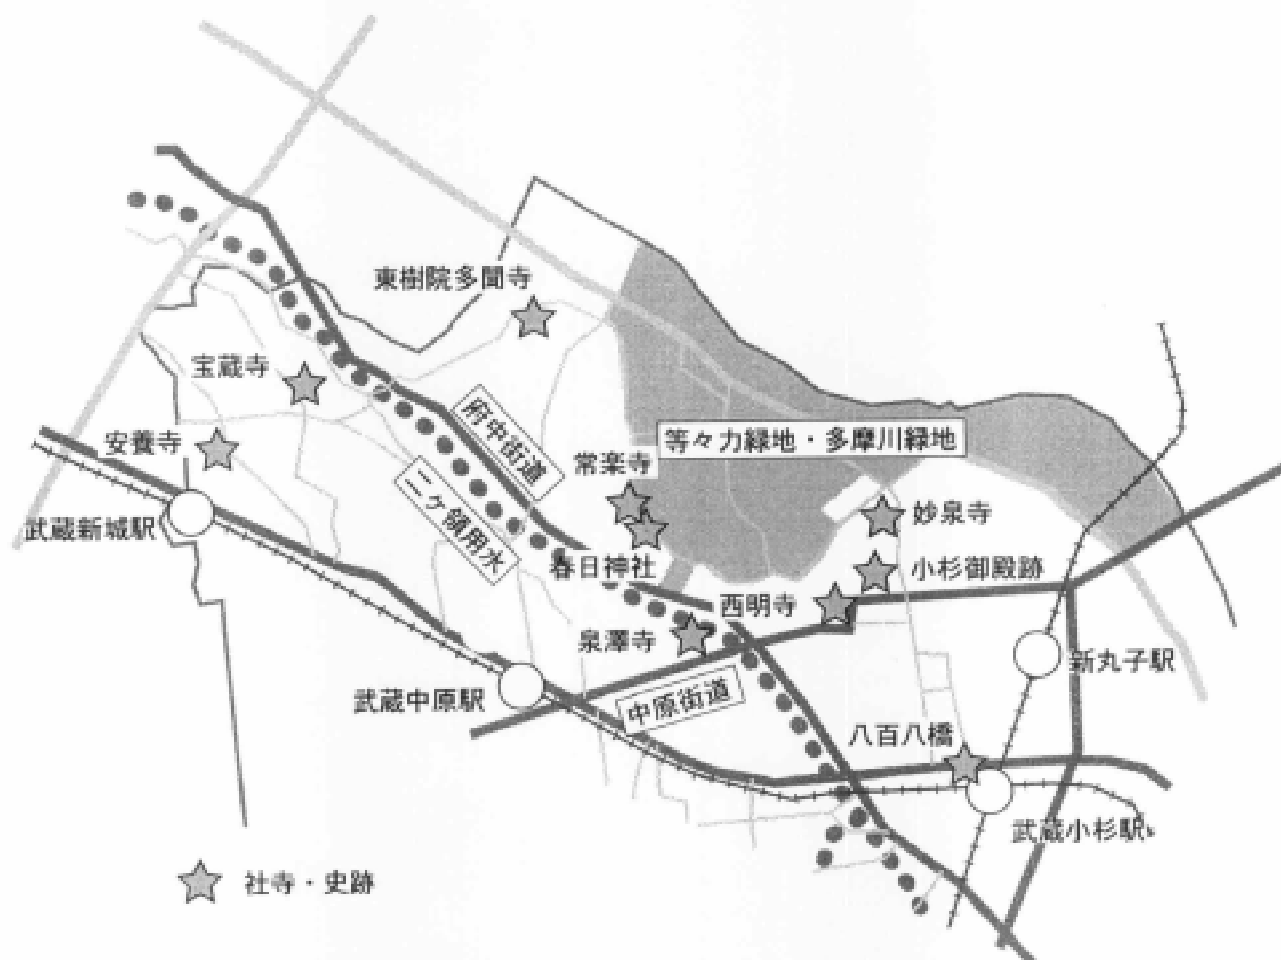 東樹院多聞寺
宝蔵寺
安養寺
府中街道
等々力緑地・多摩川緑地
常楽寺
二ヶ領用水
妙泉寺
武蔵新城駅
春日神社
小杉御殿跡
西明寺
泉澤寺
新丸子駅
武蔵中原駅
中原街道
八百八橋
武蔵小杉駅
社寺・史跡